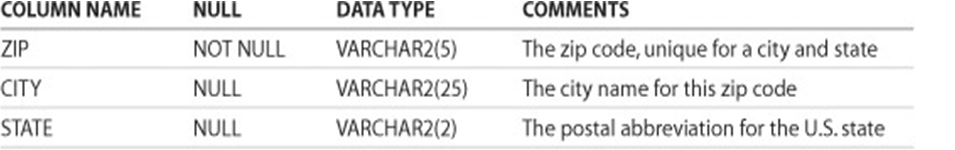 COLUMN NAME NULL DATA TYPE COMMENTS
ZIP NOT NULL VARCHAR2(5) The zip code, unique for a city and state
CITY NULL VARCHAR2(25) The city name for this zip code
STATE NULL VARCHAR2(2) The postal abbreviation for the U.S. state